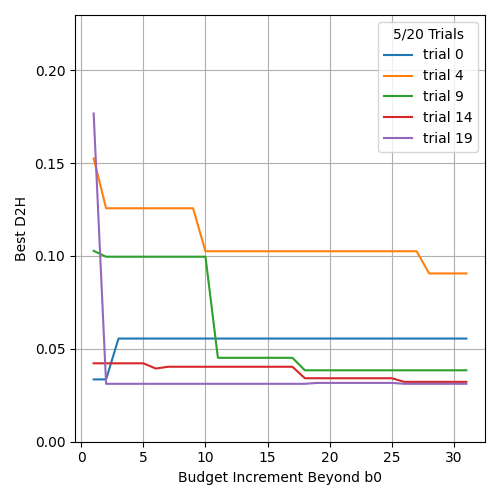 5/20 Trials
trial 0
trial 4
trial 9
trial 14
trial 19
Best D2H
0.20
0.15
0.10
0.05
0.00
0 5 10 15 20 25 30
Budget Increment Beyond b0